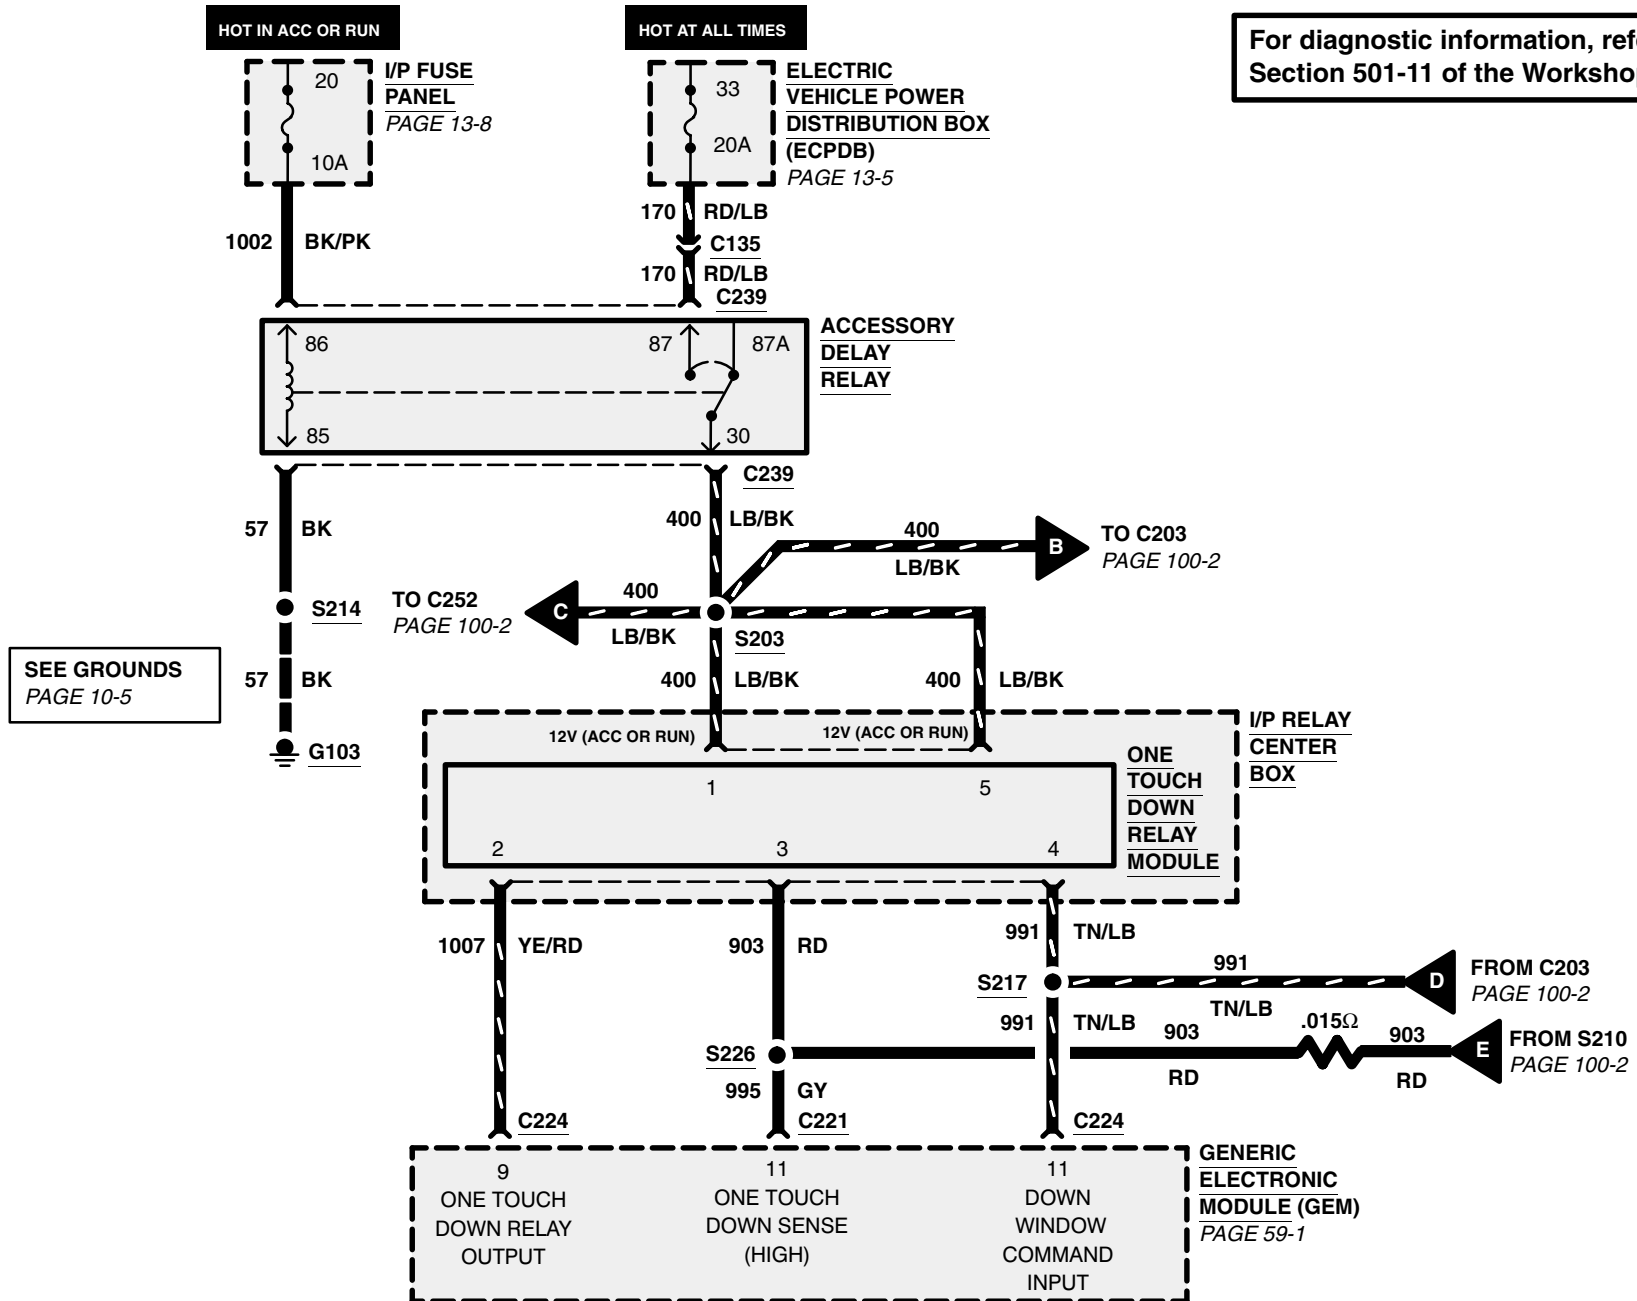 HOT IN ACC OR RUN
HOT AT ALL TIMES
For diagnostic information, refe
Section 501-11 of the Workshop
20
10A
I/P FUSE
PANEL
PAGE 13-8
33
20A
ELECTRIC
VEHICLE POWER
DISTRIBUTION BOX
(ECPDB)
PAGE 13-5
170 RD/LB
C135
1002 BK/PK
170 RD/LB
C239
86
87
87A
85
30
ACCESSORY
DELAY
RELAY
C239
57 BK
400 LB/BK
400
LB/BK
B
TO C203
PAGE 100-2
S214
TO C252
PAGE 100-2
C
400
LB/BK
S203
SEE GROUNDS
PAGE 10-5
57 BK
400 LB/BK
400 LB/BK
G103
12V (ACC OR RUN)
12V (ACC OR RUN)
I/P RELAY
CENTER
BOX
1
5
2
3
4
ONE
TOUCH
DOWN
RELAY
MODULE
1007 YE/RD
903 RD
991 TN/LB
S217
991
TN/LB
D
FROM C203
PAGE 100-2
991 TN/LB
S226
903
RD
.015Ω
903
RD
E
FROM S210
PAGE 100-2
995 GY
C224
C221
C224
9
ONE TOUCH
DOWN RELAY
OUTPUT
11
ONE TOUCH
DOWN SENSE
(HIGH)
11
DOWN
WINDOW
COMMAND
INPUT
GENERIC
ELECTRONIC
MODULE (GEM)
PAGE 59-1